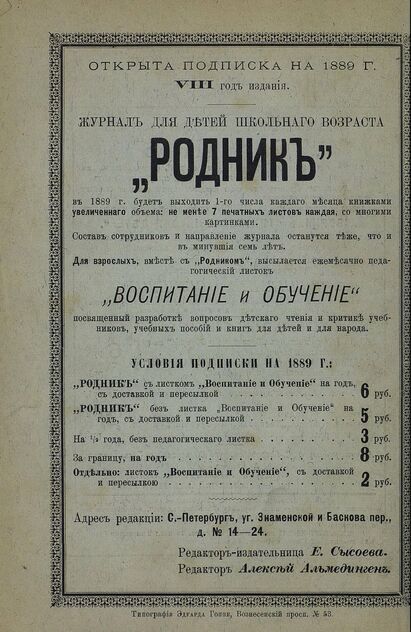 ОТКРЫТА ПОДПИСКА НА 1889 Г.
VIII годъ изданія.
ЖУРНАЛЪ ДЛЯ ДѢТЕЙ ШКОЛЬНАГО ВОЗРАСТА
„РОДНИКЪ”
въ 1889 г. будетъ выходить 1-го числа каждаго мѣсяца книжками
увеличеннаго объема: не менѣе 7 печатныхъ листовъ каждая, со многими
картинками.
Составъ сотрудниковъ и направленіе журнала останутся тѣже, что и
въ минувшія семь лѣтъ.
Для взрослыхъ, вмѣстѣ съ „Родникомъ”, высылается ежемѣсячно педа-
гогическій листокъ
„ВОСПИТАНІЕ и ОБУЧЕНІЕ“
посвященный разработкѣ вопросовъ дѣтскаго чтенія и критикѣ учеб-
никовъ, учебныхъ пособій и книгъ для дѣтей и для народа.
УСЛОВІЯ ПОДПИСКИ НА 1889 Г.:
„РОДНИКЪ“ съ листкомъ „Воспитаніе и Обученіе“ на годъ,
съ доставкой и пересылкой . . . . . . . . . . . 6 руб.
„РОДНИКЪ“ безъ листка „Воспитаніе и Обученіе“ на
годъ, съ доставкой и пересылкой . . . . . . . . 5 руб.
На ½ года, безъ педагогическаго листка . . . . . . 3 руб.
За границу, на годъ . . . . . . . . . . . . . . 8 руб.
Отдѣльно: листокъ „Воспитаніе и Обученіе“, съ доставкой
и пересылкою . . . . . . . . . . . . . . . 2 руб.
Адресъ редакціи: С.-Петербургъ, уг. Знаменской и Баскова пер.,
д. № 14—24.
Редакторъ-издательница Е. Сысоева.
Редакторъ Алексѣй Альмедингенъ.
Типографія Эдуарда Гоппе, Вознесенскій просп. № 53.